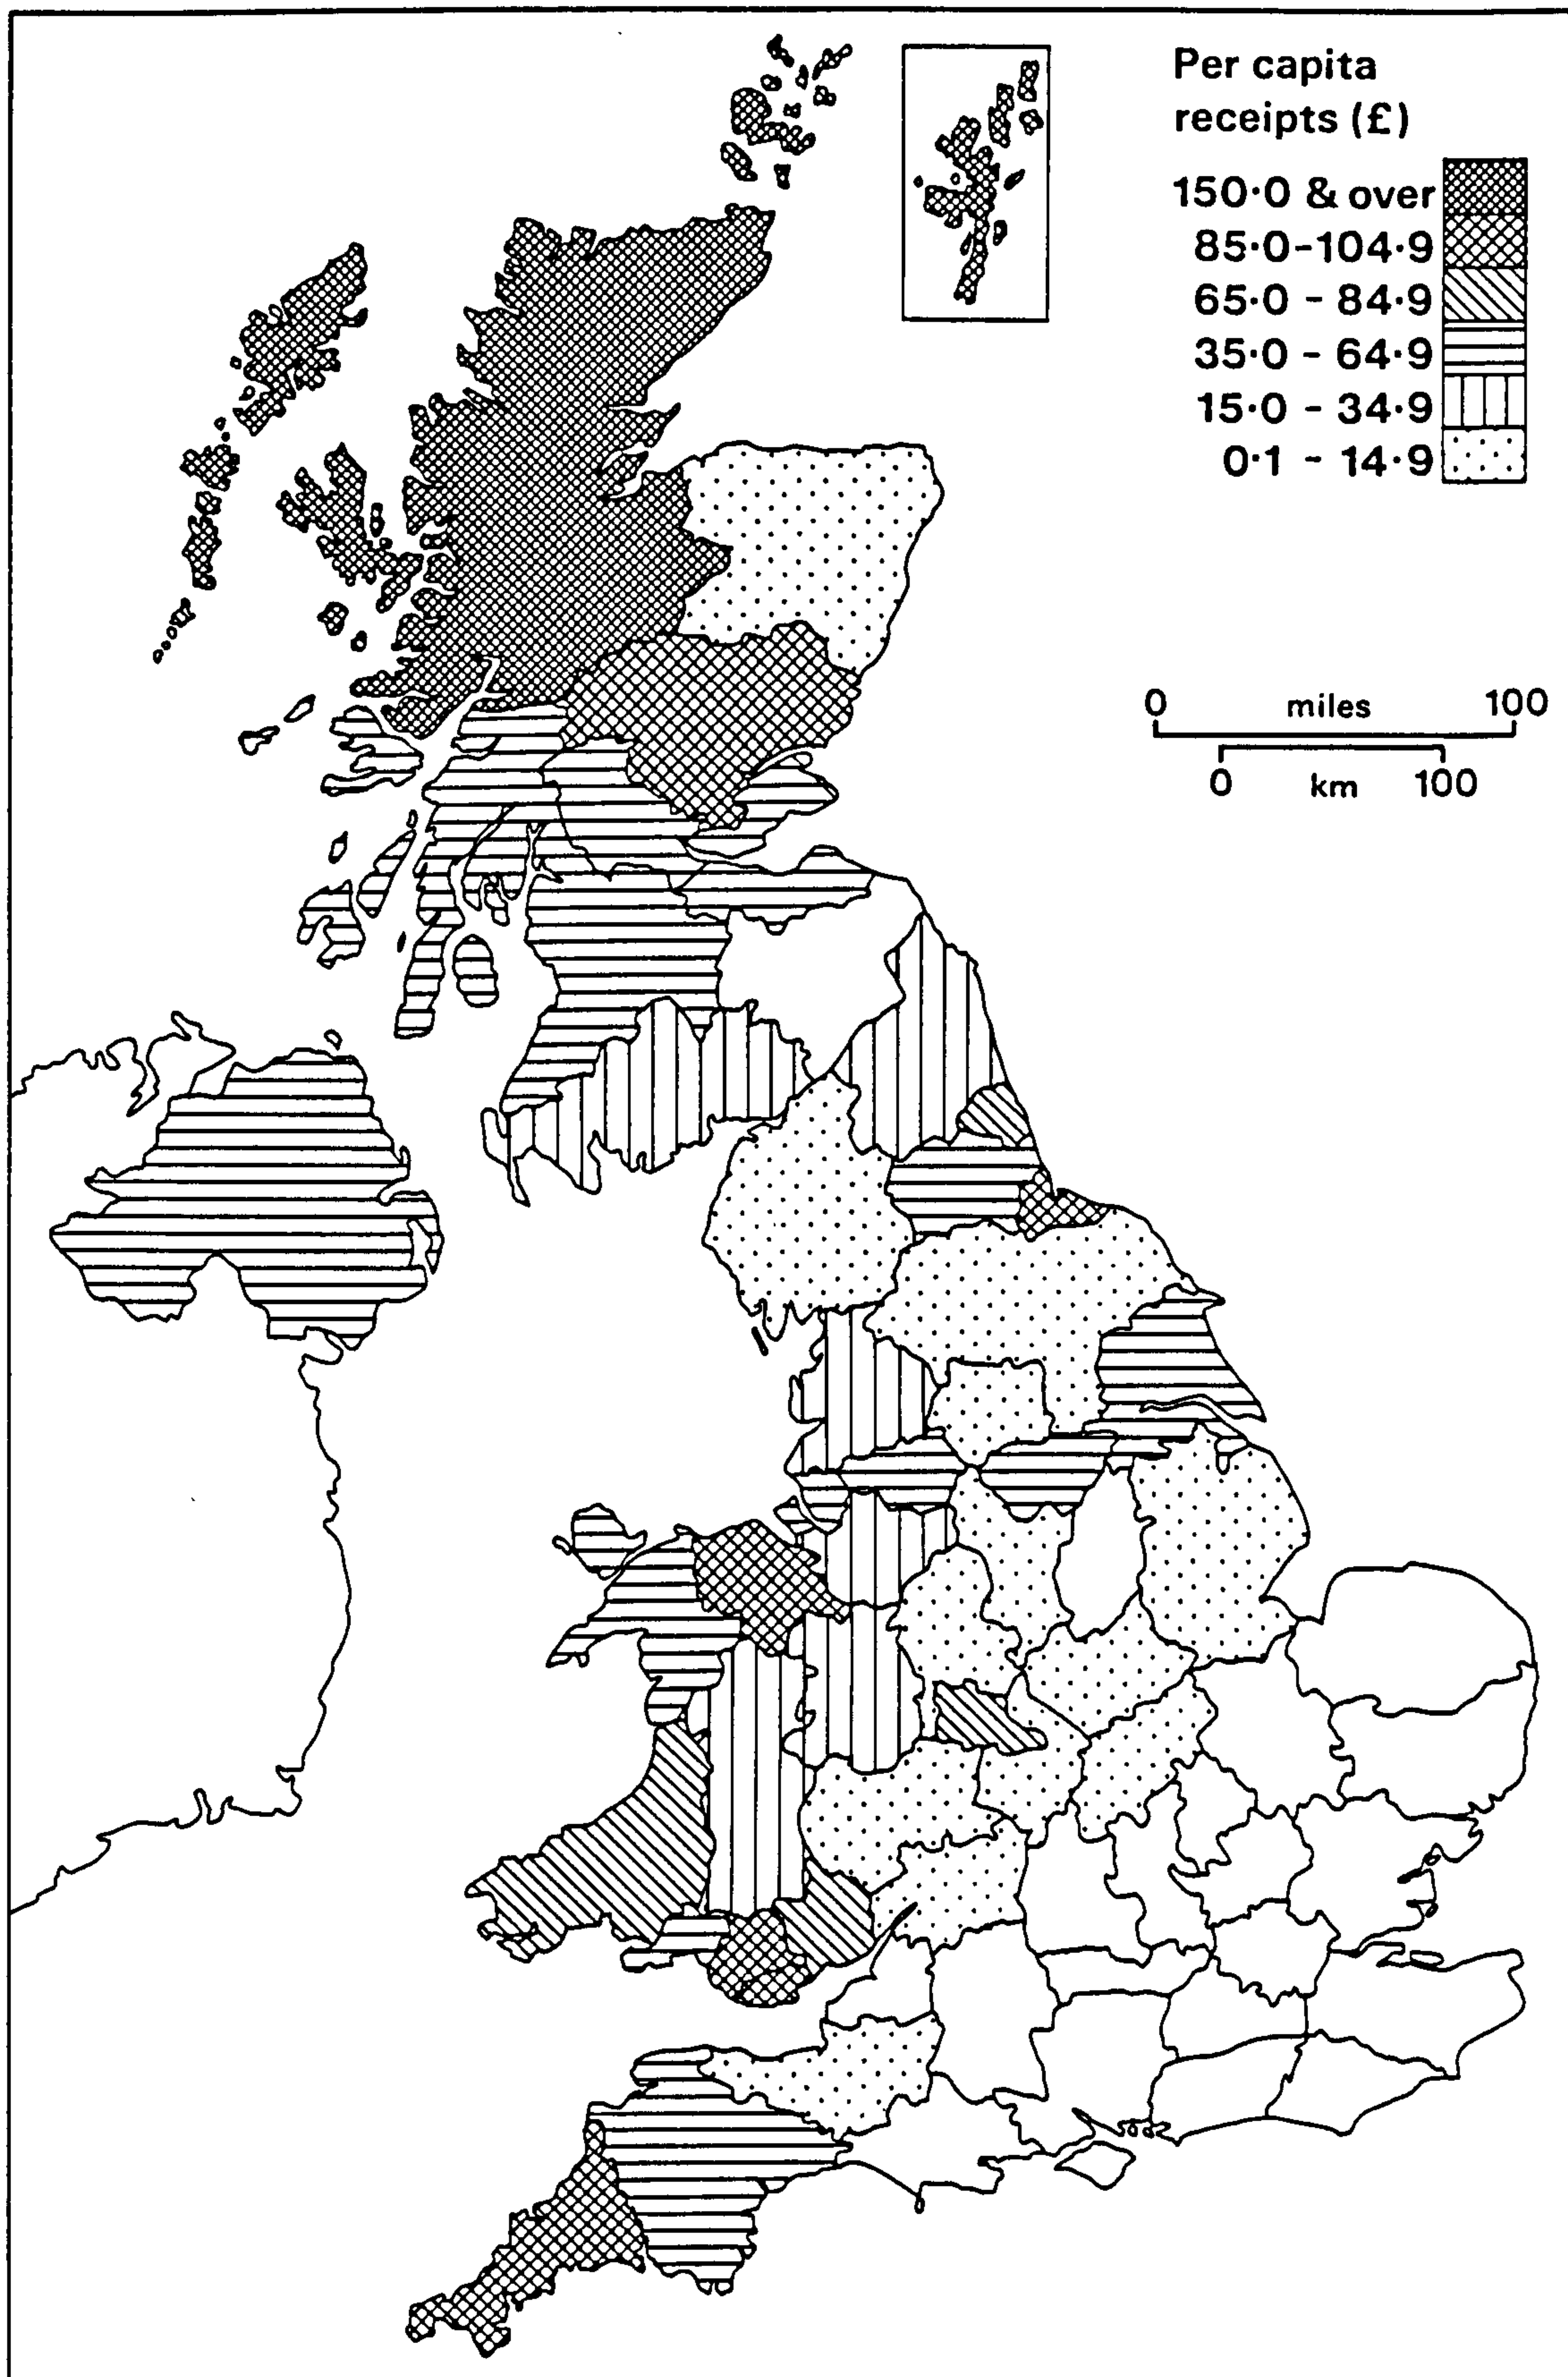 Per capita
receipts (£)
150·0 & over
85·0-104·9
65·0 - 84·9
35·0 - 64·9
15·0 - 34·9
0·1 - 14·9
0 miles 100
0 km 100